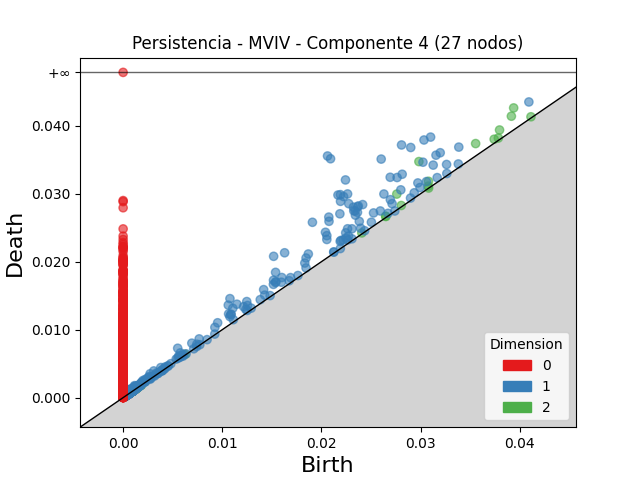 Persistencia - MVIV - Componente 4 (27 nodos)
+∞
0.040
0.030
0.020
0.010
0.000
Death
0.00 0.01 0.02 0.03 0.04
Birth
Dimension
0
1
2